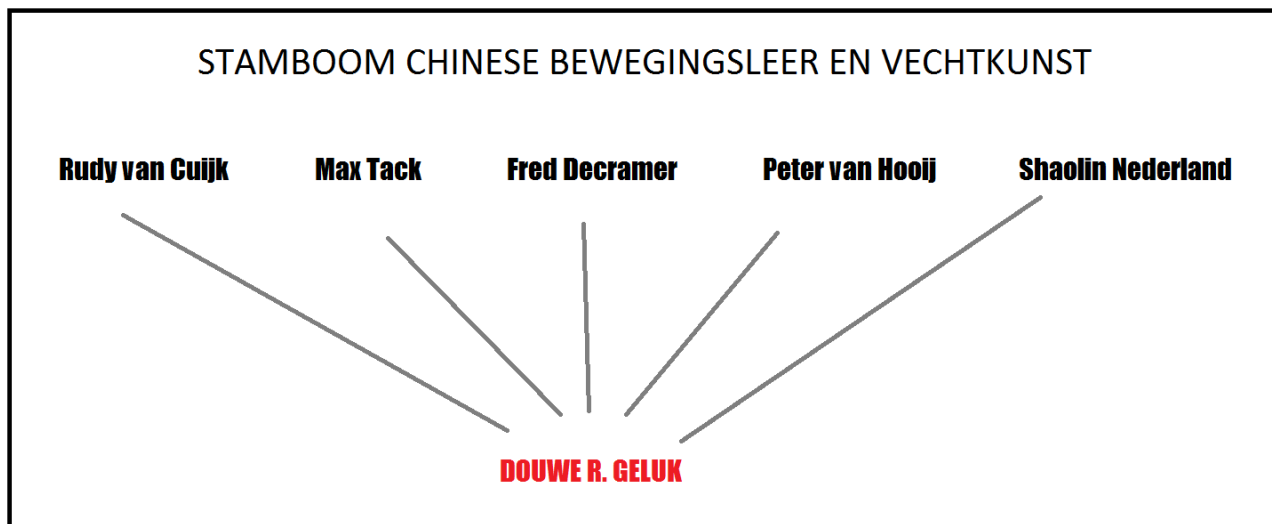 STAMBOOM CHINESE BEWEGINGSLEER EN VECHTKUNST
Rudy van Cuijk Max Tack Fred Decramer Peter van Hooij Shaolin Nederland
DOUWE R. GELUK